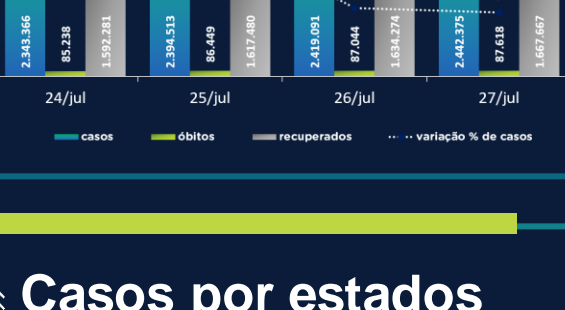 2.343.366 85.238 1.592.281 2.394.513 86.449 1.617.480 2.419.091 87.044 1.634.274 2.442.375 87.618 1.667.667
24/jul 25/jul 26/jul 27/jul
casos óbitos recuperados variação % de casos
Casos por estados